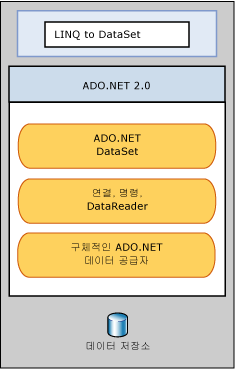 LINQ to DataSet
ADO.NET 2.0
ADO.NET
DataSet
연결, 명령,
DataReader
구체적인 ADO.NET
데이터 공급자
데이터 저장소